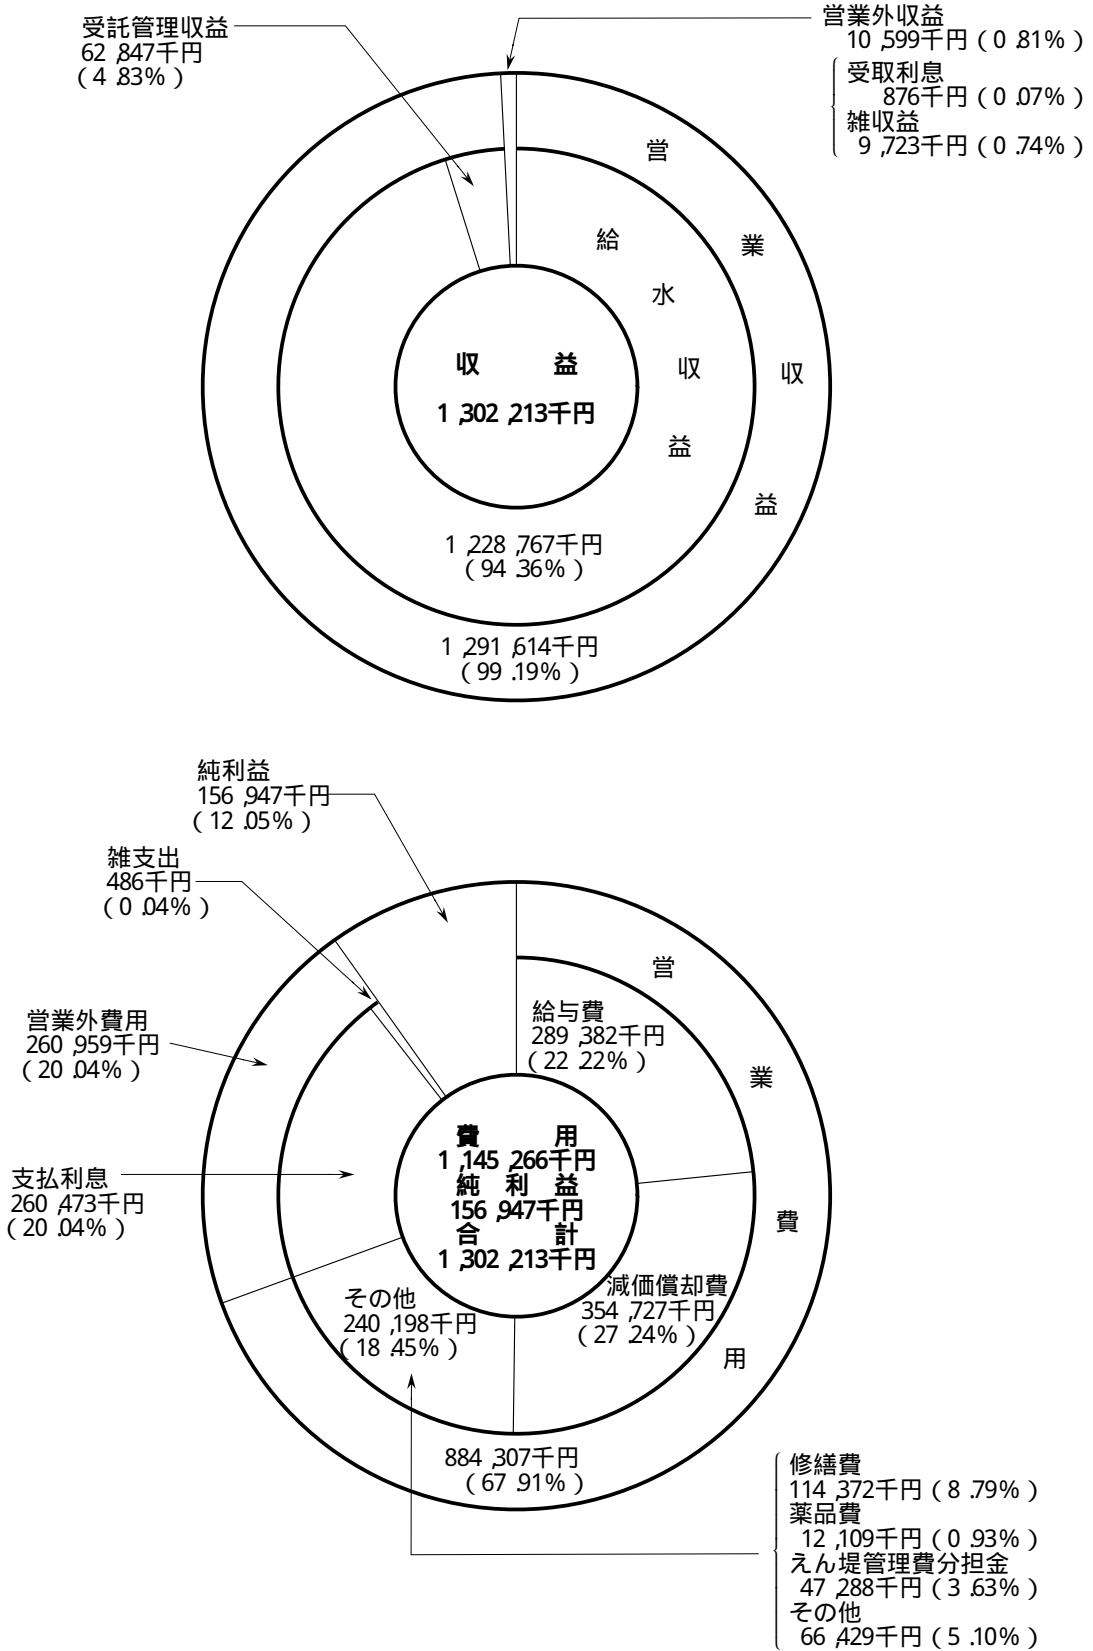 受託管理収益
62,847千円
(4.83%)
営業外収益
10,599千円(0.81%)
受取利息
876千円(0.07%)
雑収益
9,723千円(0.74%)
営業収益
給水収益
収益
1,302,213千円
1,228,767千円
(94.36%)
1,291,614千円
(99.19%)
純利益
156,947千円
(12.05%)
雑支出
486千円
(0.04%)
営業外費用
260,959千円
(20.04%)
支払利息
260,473千円
(20.04%)
営業費用
給与費
289,382千円
(22.22%)
費用
1,145,266千円
純利益
156,947千円
合計
1,302,213千円
減価償却費
354,727千円
(27.24%)
その他
240,198千円
(18.45%)
884,307千円
(67.91%)
修繕費
114,372千円(8.79%)
薬品費
12,109千円(0.93%)
えん堤管理費分担金
47,288千円(3.63%)
その他
66,429千円(5.10%)